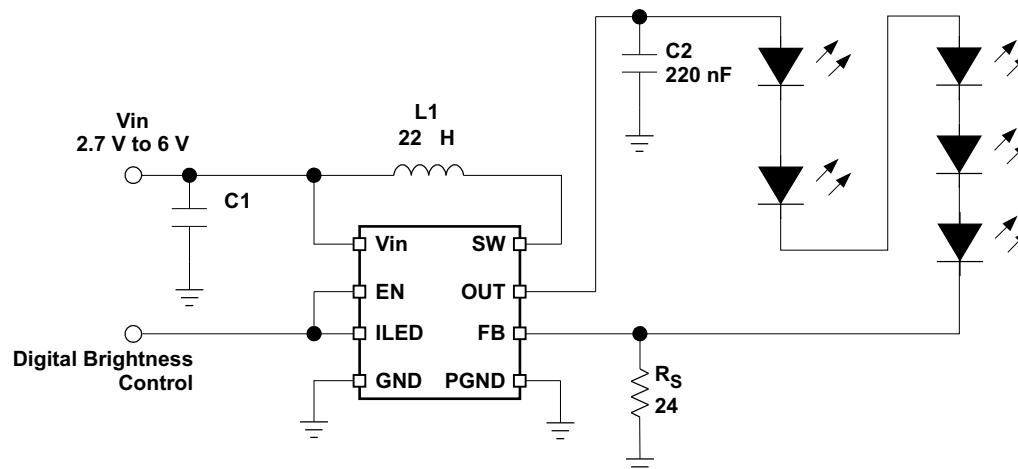 C2
220 nF
L1
22 H
Vin
2.7 V to 6 V
C1
Vin
SW
EN
OUT
ILED
FB
GND
PGND
Digital Brightness
Control
RS
24